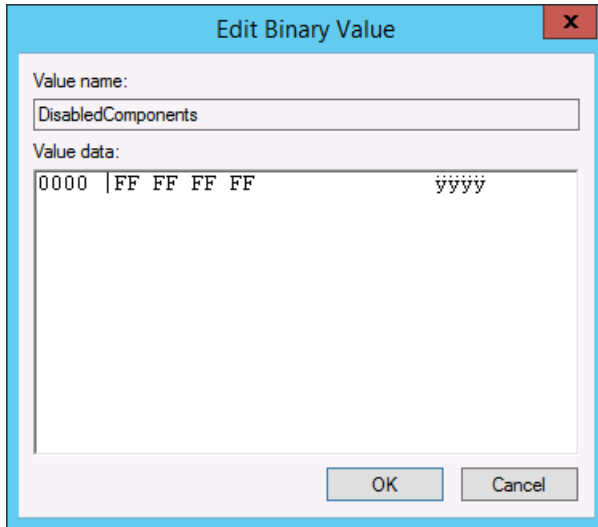 Edit Binary Value
x
Value name:
DisabledComponents
Value data:
0000 FF FF FF FF ÿÿÿÿ
OK Cancel